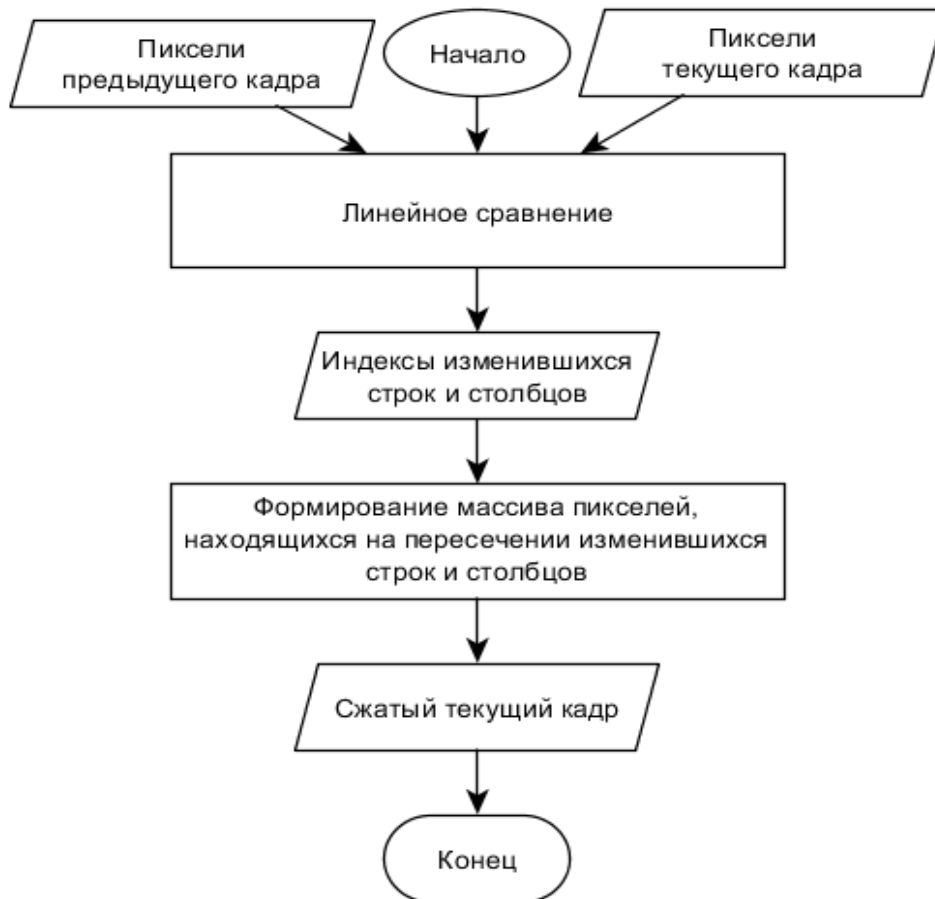 Пиксели
предыдущего кадра
Начало
Пиксели
текущего кадра
Линейное сравнение
Индексы изменившихся
строк и столбцов
Формирование массива пикселей,
находящихся на пересечении изменившихся
строк и столбцов
Сжатый текущий кадр
Конец